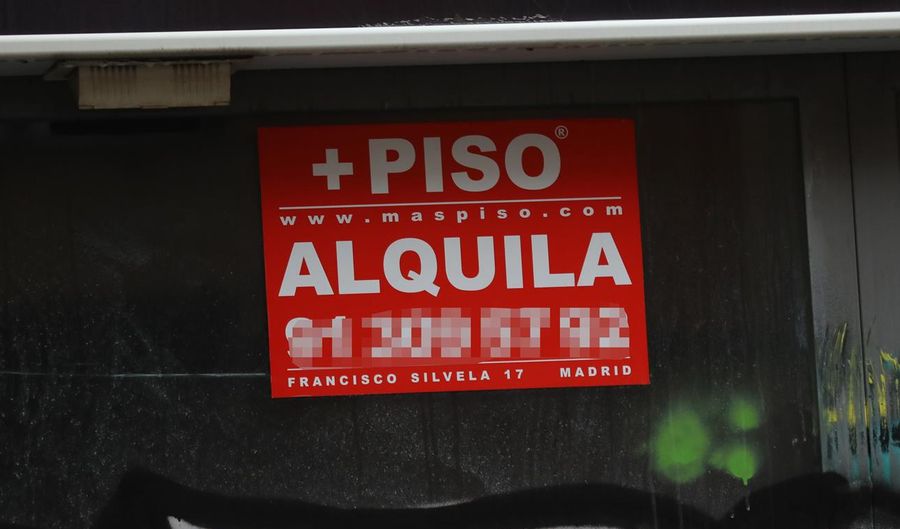 + PISO®
www.maspiso.com
ALQUILA
FRANCISCO SILVELA 17 MADRID